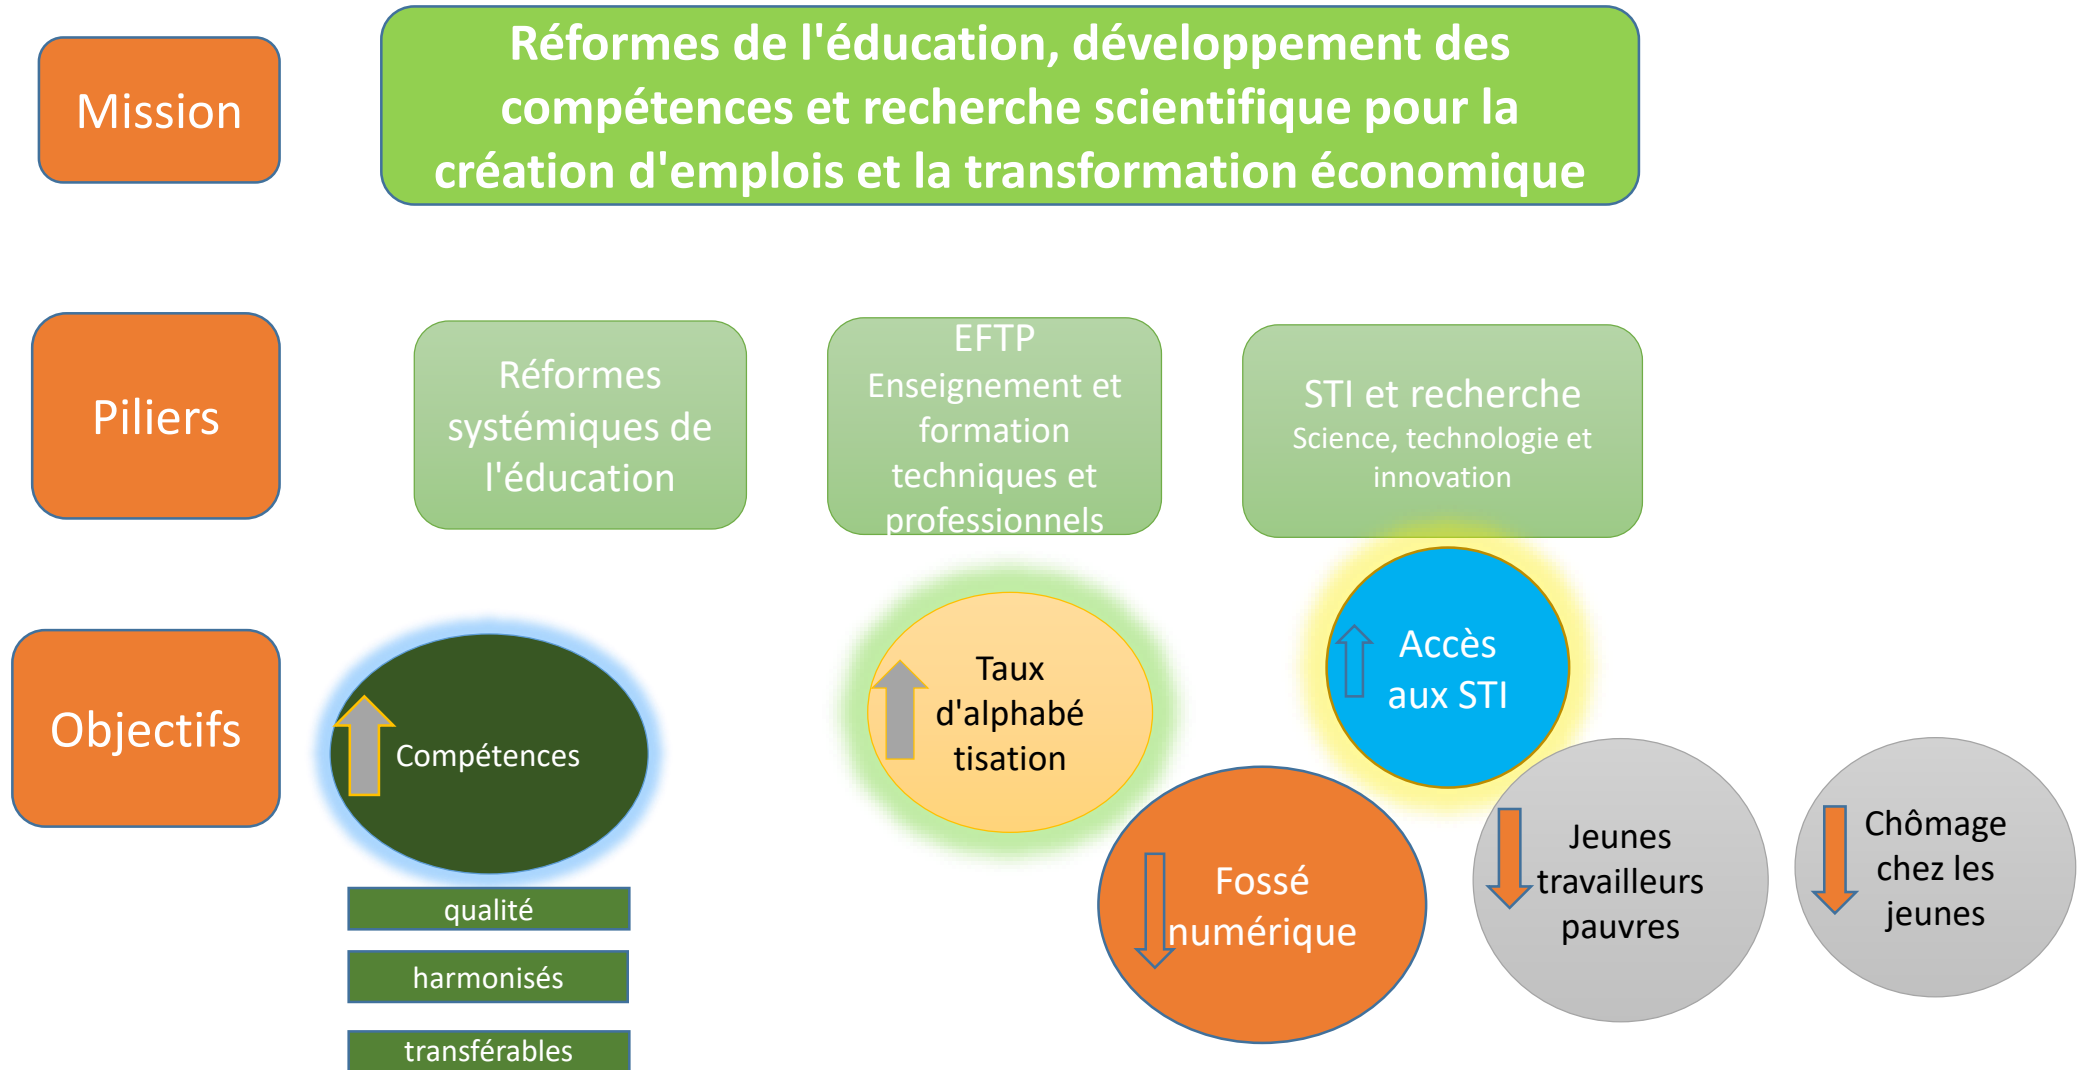 Mission
Réformes de l'éducation, développement des
compétences et recherche scientifique pour la
création d'emplois et la transformation économique
Piliers
Réformes
systémiques de
l'éducation
EFTP
Enseignement et
formation
techniques et
professionnels
STI et recherche
Science, technologie et
innovation
Objectifs
Compétences
qualité
harmonisés
transférables
Taux
d'alphabé
tisation
Fossé
numérique
Accès
aux STI
Jeunes
travailleurs
pauvres
Chômage
chez les
jeunes